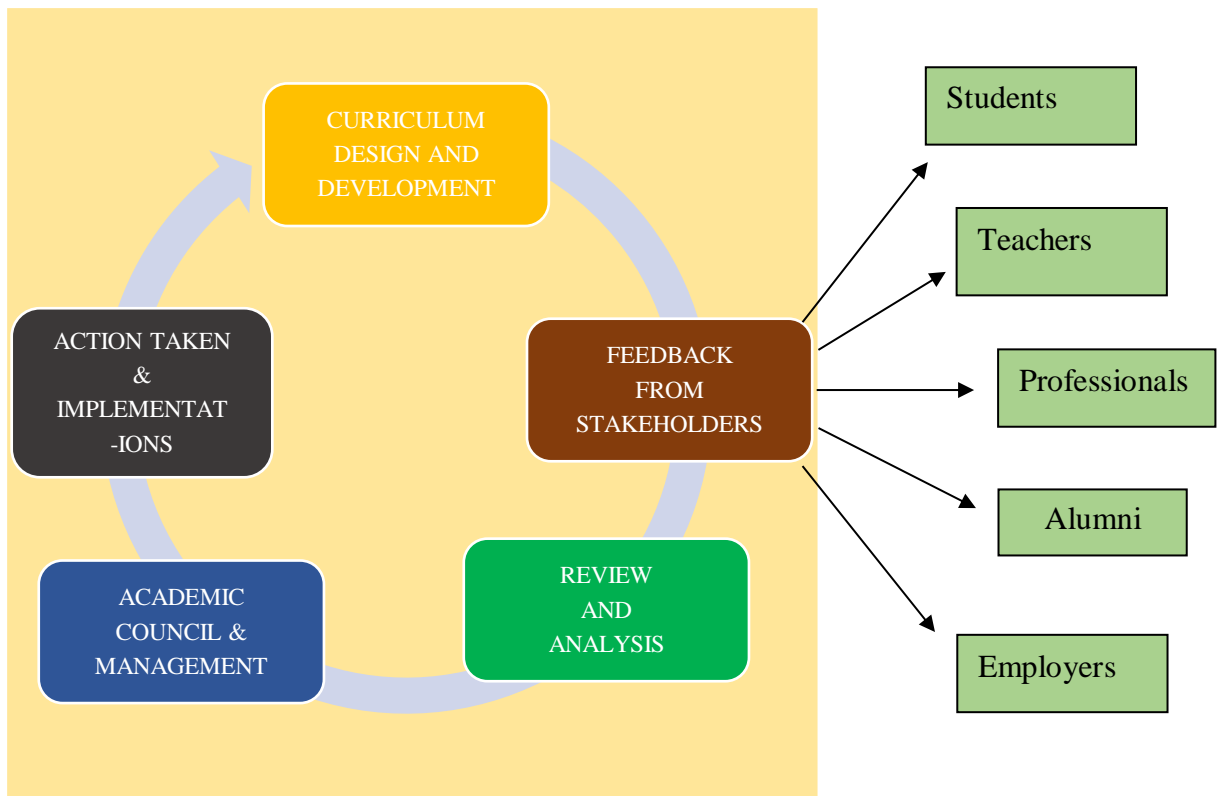 CURRICULUM
DESIGN AND
DEVELOPMENT
FEEDBACK
FROM
STAKEHOLDERS
REVIEW
AND
ANALYSIS
ACADEMIC
COUNCIL &
MANAGEMENT
ACTION TAKEN
&
IMPLEMENTAT
-IONS
Students
Teachers
Professionals
Alumni
Employers